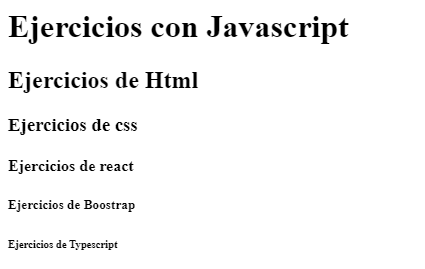 Ejercicios con Javascript
Ejercicios de Html
Ejercicios de css
Ejercicios de react
Ejercicios de Boostrap
Ejercicios de Typescript